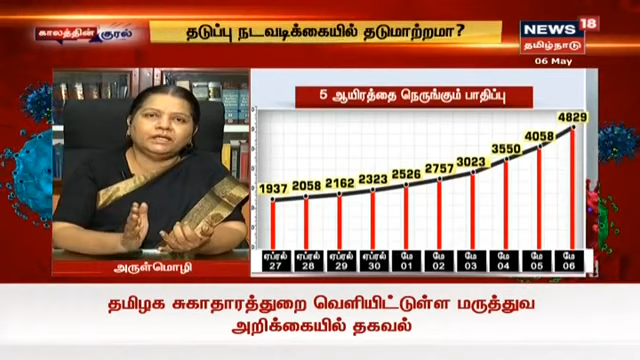 காலத்தின் குரல்
தடுப்பு நடவடிக்கையில் தடுமாற்றமா?
NEWS 18
தமிழ்நாடு
06 May
5 ஆயிரத்தை நெருங்கும் பாதிப்பு
1937 2058 2162 2323 2526 2757 3023 3550 4058 4829
ஏப்ரல் 27 ஏப்ரல் 28 ஏப்ரல் 29 ஏப்ரல் 30 மே 01 மே 02 மே 03 மே 04 மே 05 மே 06
அருள்மொழி
தமிழக சுகாதாரத்துறை வெளியிட்டுள்ள மருத்துவ
அறிக்கையில் தகவல்